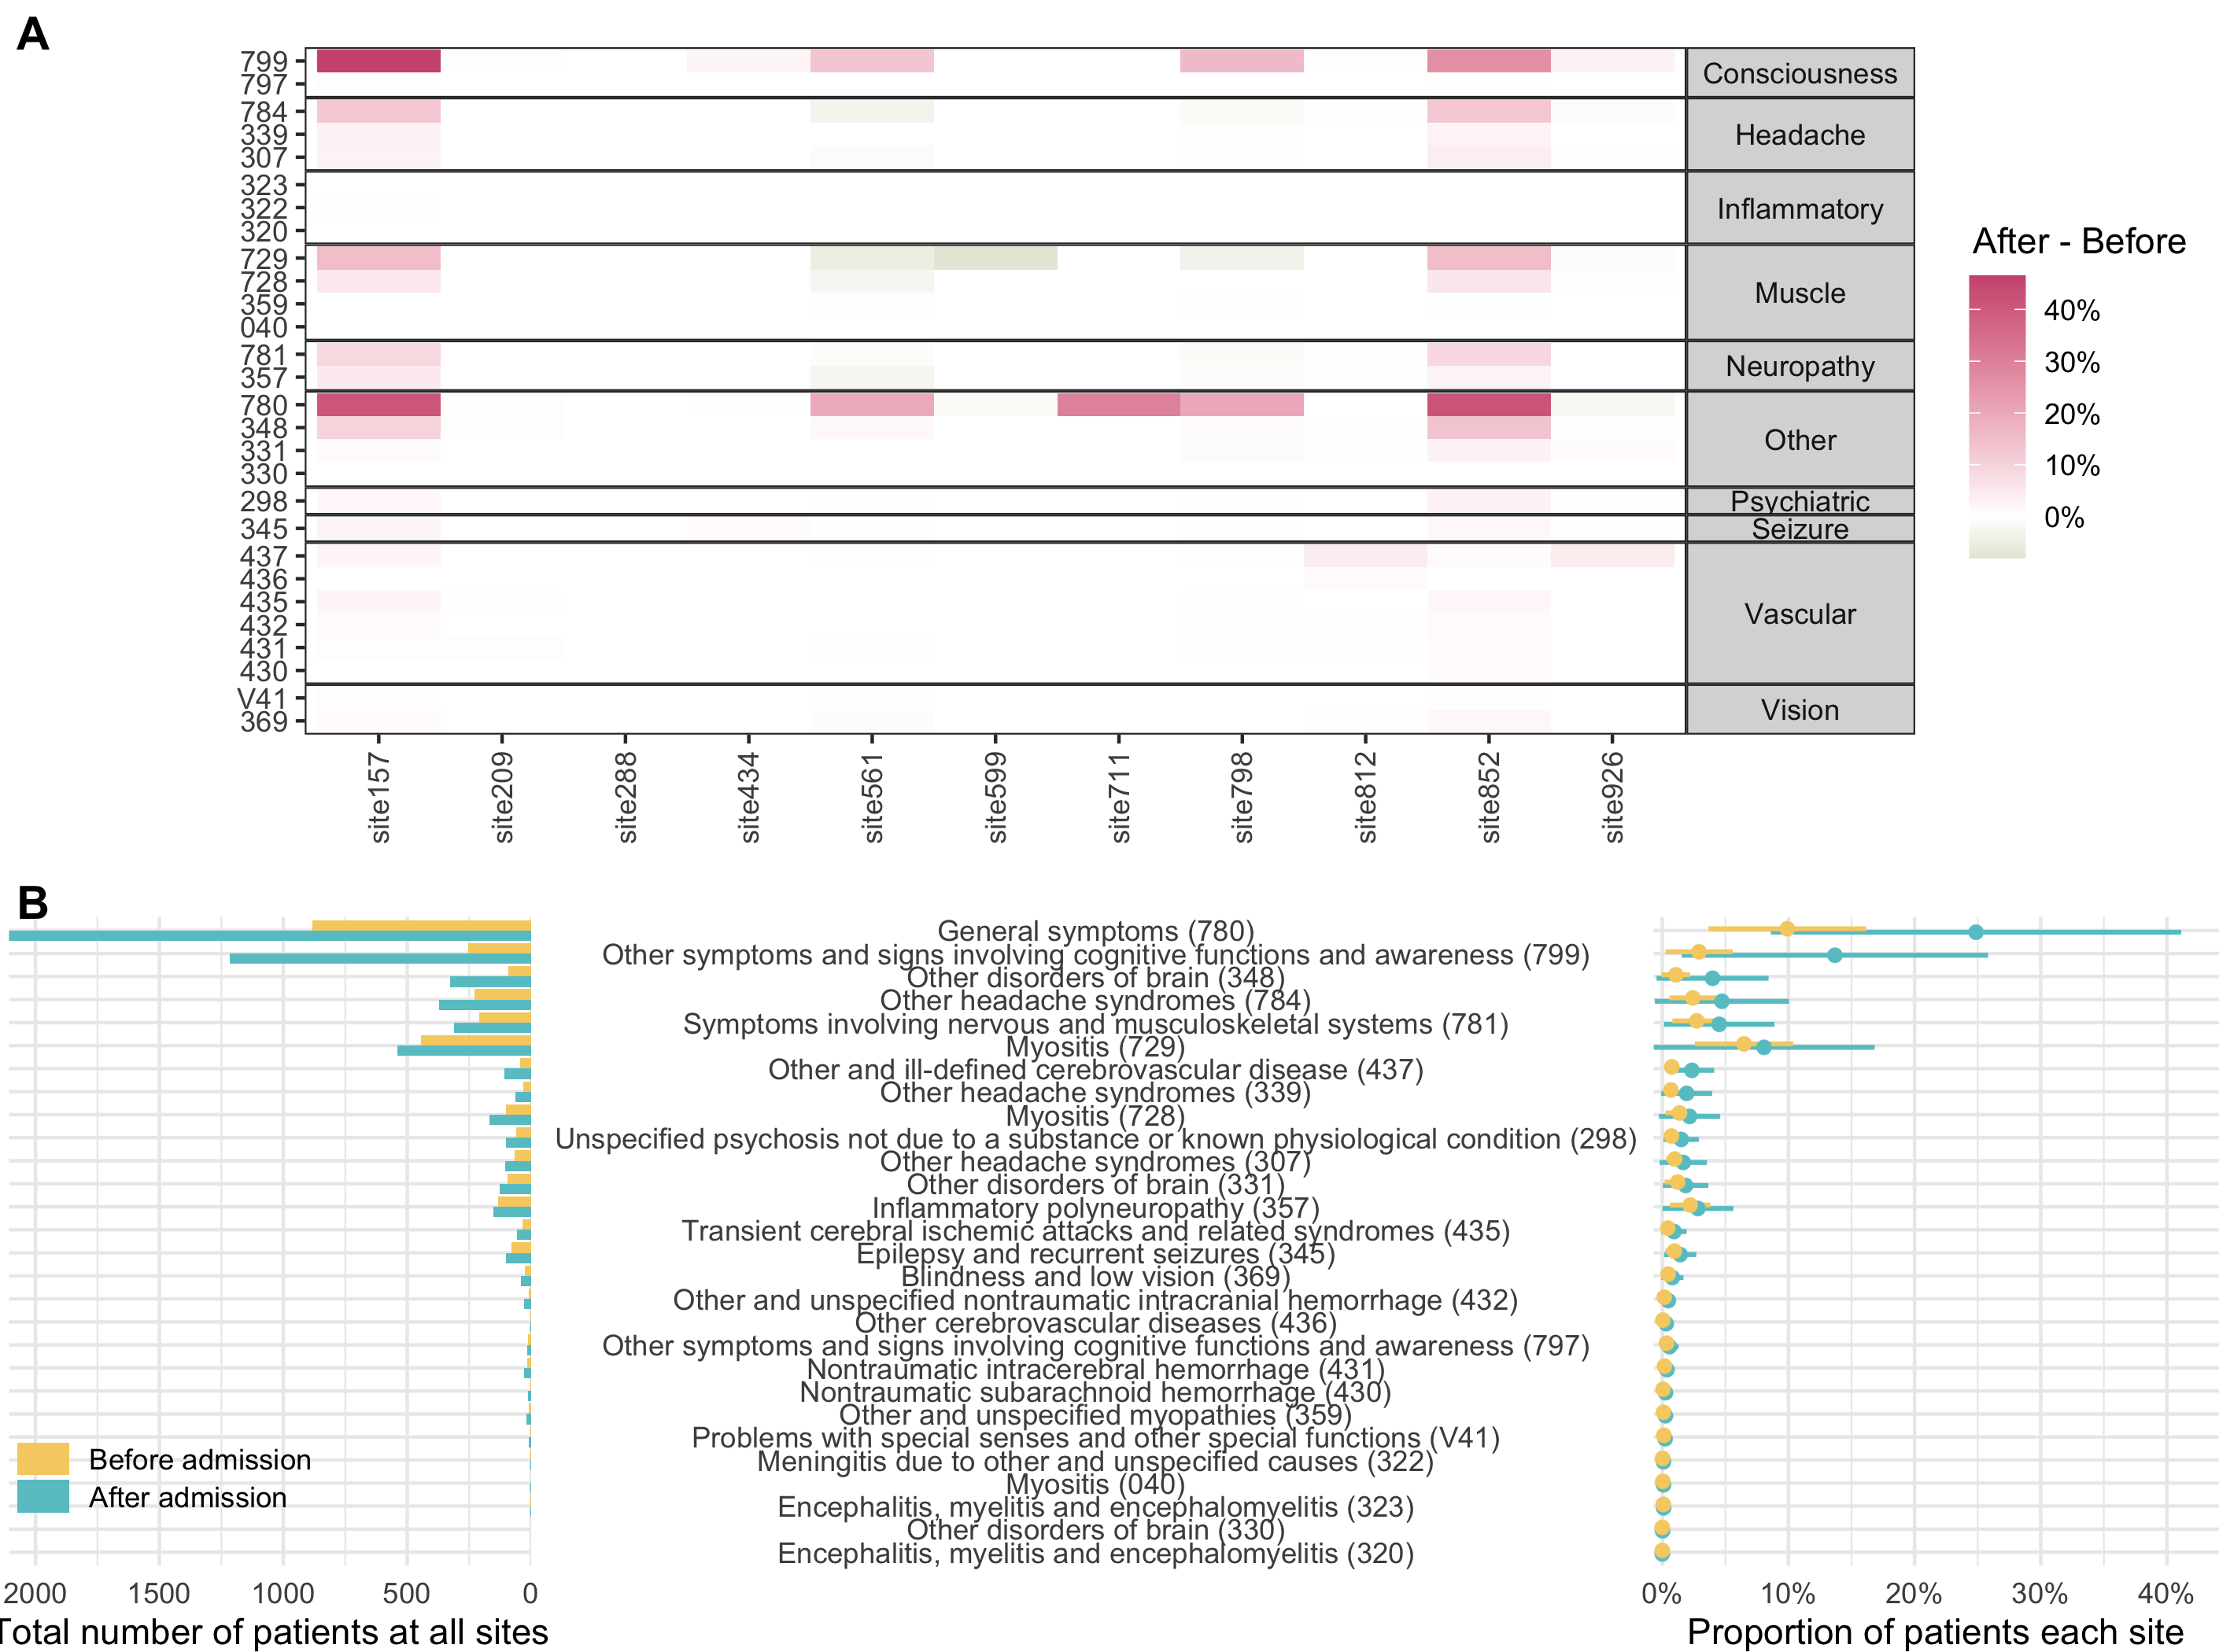 A
799
797
Consciousness
784
339
307
Headache
323
322
320
Inflammatory
729
728
359
040
Muscle
781
357
Neuropathy
780
348
331
330
Other
298
Psychiatric
345
Seizure
437
436
435
432
431
430
Vascular
V41
369
Vision
site157
site209
site288
site434
site561
site599
site711
site798
site812
site852
site926
After - Before
40%
30%
20%
10%
0%
B
General symptoms (780)
Other symptoms and signs involving cognitive functions and awareness (799)
Other disorders of brain (348)
Other headache syndromes (784)
Symptoms involving nervous and musculoskeletal systems (781)
Myositis (729)
Other and ill-defined cerebrovascular disease (437)
Other headache syndromes (339)
Myositis (728)
Unspecified psychosis not due to a substance or known physiological condition (298)
Other headache syndromes (307)
Other disorders of brain (331)
Inflammatory polyneuropathy (357)
Transient cerebral ischemic attacks and related syndromes (435)
Epilepsy and recurrent seizures (345)
Blindness and low vision (369)
Other and unspecified nontraumatic intracranial hemorrhage (432)
Other cerebrovascular diseases (436)
Other symptoms and signs involving cognitive functions and awareness (797)
Nontraumatic intracerebral hemorrhage (431)
Nontraumatic subarachnoid hemorrhage (430)
Other and unspecified myopathies (359)
Problems with special senses and other special functions (V41)
Meningitis due to other and unspecified causes (322)
Myositis (040)
Encephalitis, myelitis and encephalomyelitis (323)
Other disorders of brain (330)
Encephalitis, myelitis and encephalomyelitis (320)
Before admission
After admission
2000 1500 1000 500 0
Total number of patients at all sites
0% 10% 20% 30% 40%
Proportion of patients each site